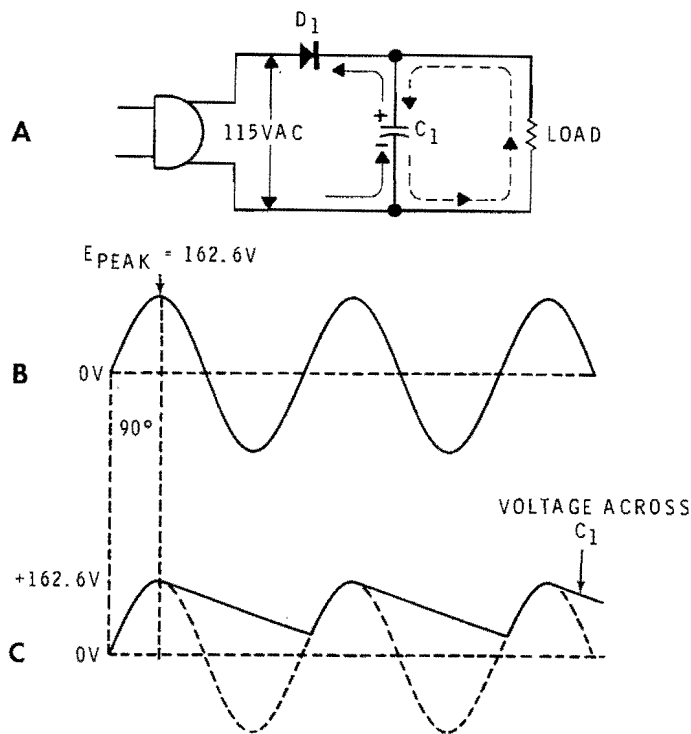 D1
A
115VAC
+
−
C1
LOAD
EPEAK = 162.6V
B
0V
90°
VOLTAGE ACROSS
C1
+162.6V
C
0V